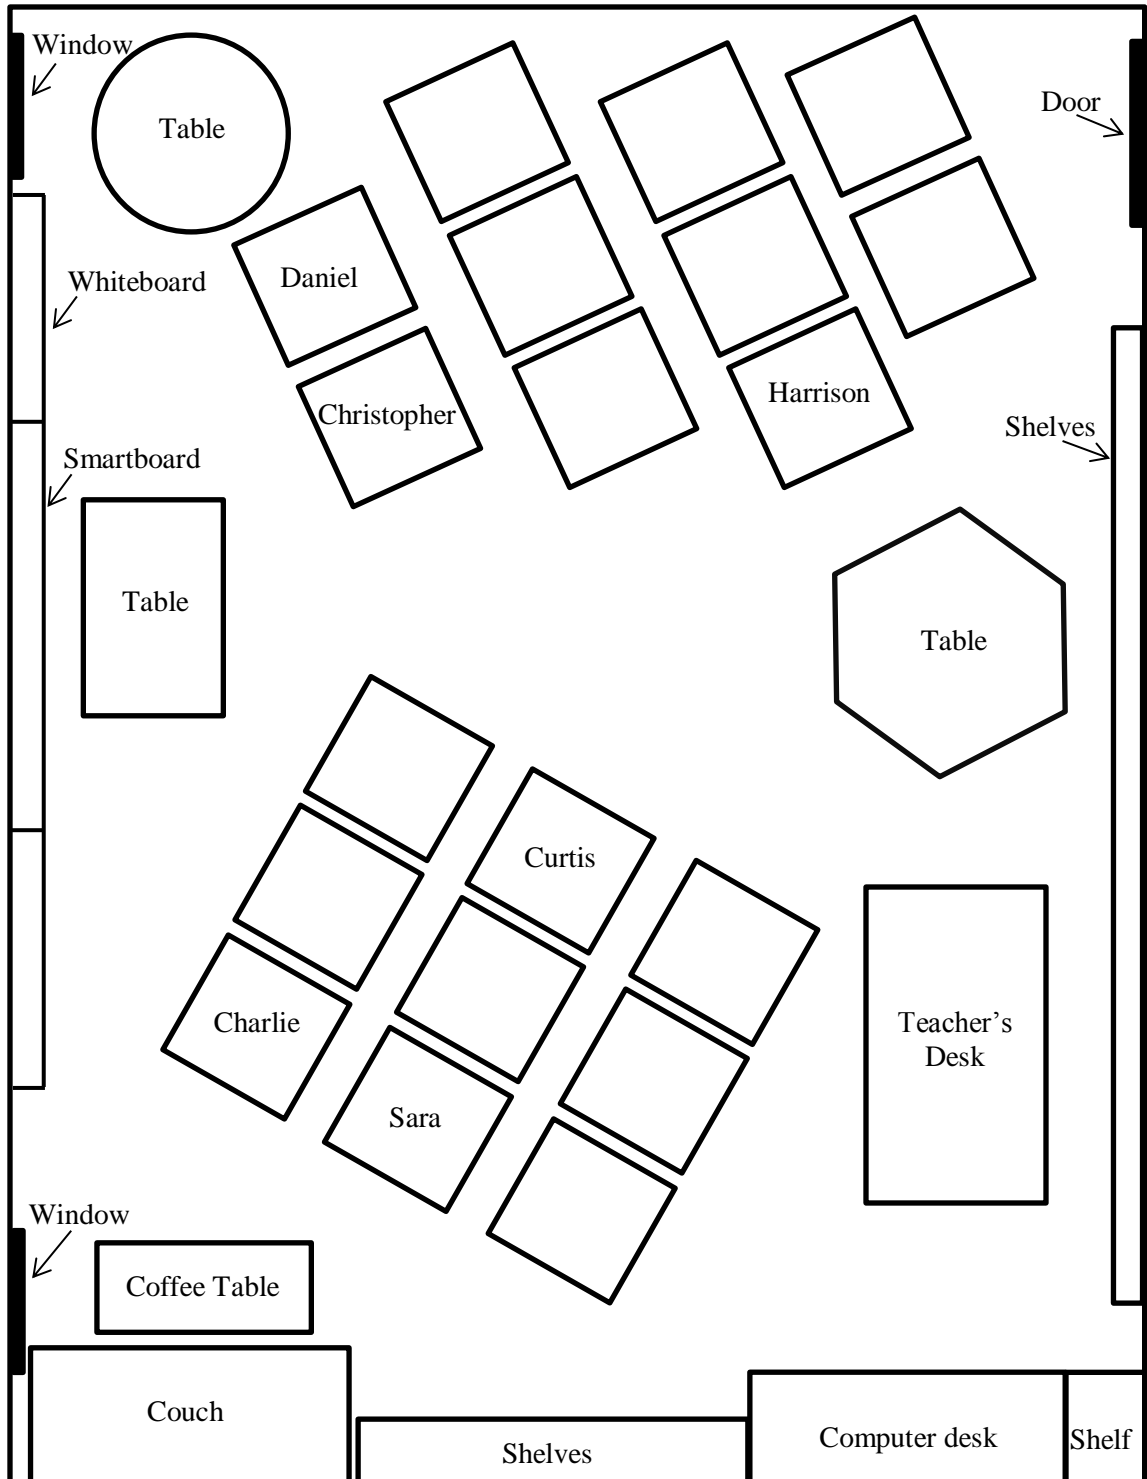 Window
Table
Door
Whiteboard
Daniel
Christopher
Harrison
Shelves
Smartboard
Table
Table
Curtis
Charlie
Teacher’s
Desk
Sara
Window
Coffee Table
Couch
Shelves
Computer desk
Shelf